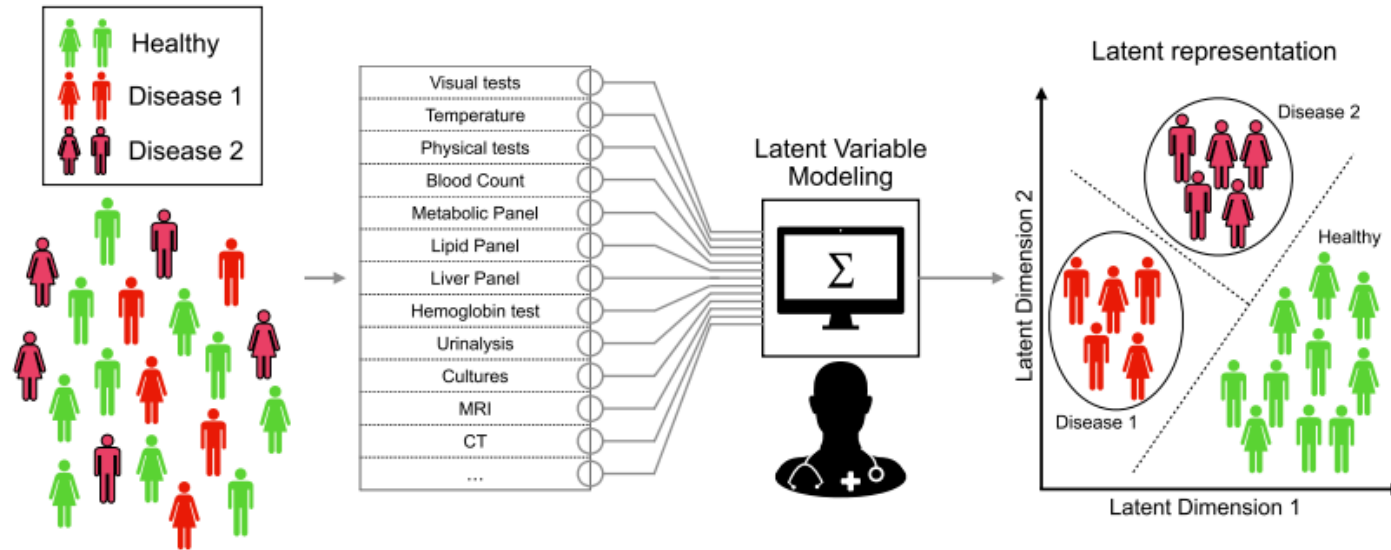 Healthy
Disease 1
Disease 2
Visual tests
Temperature
Physical tests
Blood Count
Metabolic Panel
Lipid Panel
Liver Panel
Hemoglobin test
Urinalysis
Cultures
MRI
CT
...
Latent Variable
Modeling
Σ
Latent representation
Disease 2
Healthy
Disease 1
Latent Dimension 2
Latent Dimension 1